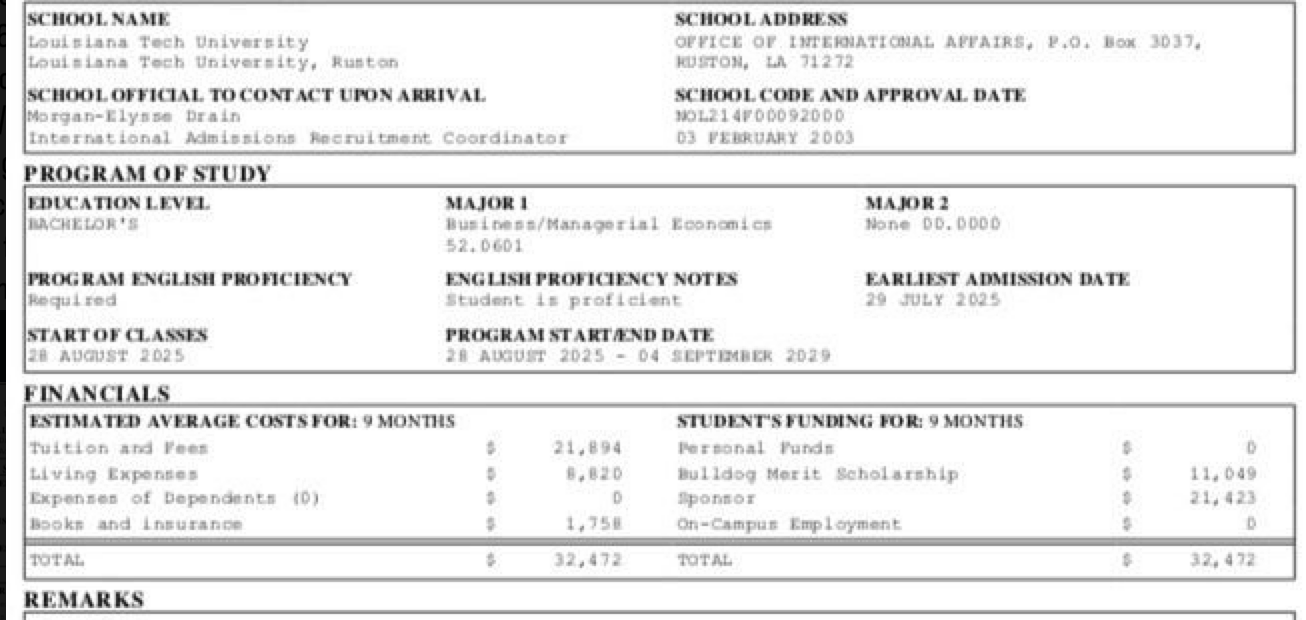 SCHOOL NAME
Louisiana Tech University
Louisiana Tech University, Ruston
SCHOOL ADDRESS
OFFICE OF INTERNATIONAL AFFAIRS, P.O. Box 3037,
RUSTON, LA 71272
SCHOOL OFFICIAL TO CONTACT UPON ARRIVAL
Morgan-Elysse Drain
International Admissions Recruitment Coordinator
SCHOOL CODE AND APPROVAL DATE
NOL214F00092000
03 FEBRUARY 2003
PROGRAM OF STUDY
EDUCATION LEVEL
BACHELOR'S
MAJOR 1
Business/Managerial Economics
52.0601
MAJOR 2
None 00.0000
PROGRAM ENGLISH PROFICIENCY
Required
ENGLISH PROFICIENCY NOTES
Student is proficient
EARLIEST ADMISSION DATE
29 JULY 2025
START OF CLASSES
28 AUGUST 2025
PROGRAM START/END DATE
28 AUGUST 2025 - 04 SEPTEMBER 2029
FINANCIALS
ESTIMATED AVERAGE COSTS FOR: 9 MONTHS
Tuition and Fees $ 21,894
Living Expenses $ 8,820
Expenses of Dependents (0) $ 0
Books and insurance $ 1,758
TOTAL $ 32,472
STUDENT'S FUNDING FOR: 9 MONTHS
Personal Funds $ 0
Bulldog Merit Scholarship $ 11,049
Sponsor $ 21,423
On-Campus Employment $ 0
TOTAL $ 32,472
REMARKS